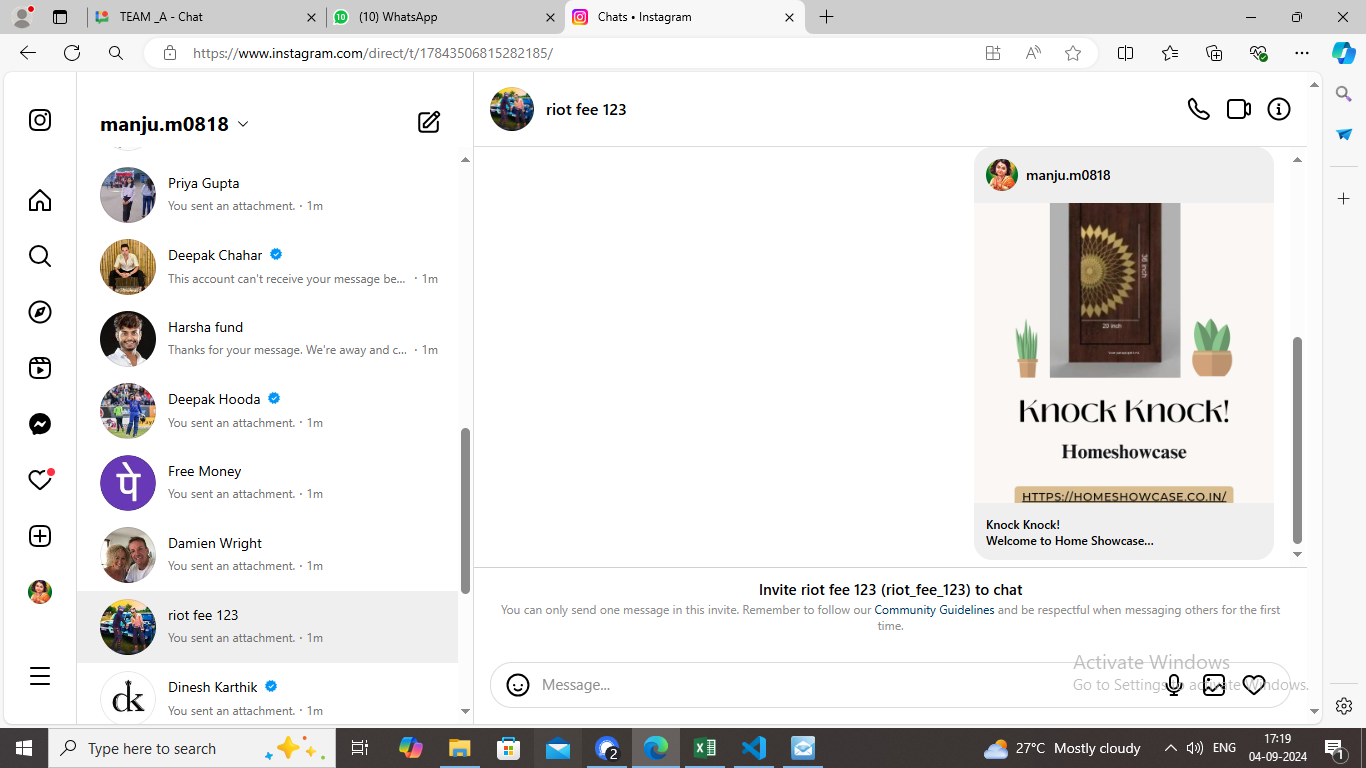 TEAM _A - Chat
(10) WhatsApp
10
Chats • Instagram
https://www.instagram.com/direct/t/17843506815282185/
manju.m0818
Priya Gupta
You sent an attachment. · 1m
Deepak Chahar
This account can't receive your message be... · 1m
Harsha fund
Thanks for your message. We're away and c... · 1m
Deepak Hooda
You sent an attachment. · 1m
पे
Free Money
You sent an attachment. · 1m
Damien Wright
You sent an attachment. · 1m
riot fee 123
You sent an attachment. · 1m
dk
Dinesh Karthik
You sent an attachment. · 1m
riot fee 123
manju.m0818
36 inch
20 inch
Knock Knock!
Homeshowcase
HTTPS://HOMESHOWCASE.CO.IN/
Knock Knock!
Welcome to Home Showcase...
Invite riot fee 123 (riot_fee_123) to chat
You can only send one message in this invite. Remember to follow our Community Guidelines and be respectful when messaging others for the first
time.
Message...
Activate Windows
Go to Settings to activate Windows.
Type here to search
2
27°C Mostly cloudy
ENG
17:19
04-09-2024
1